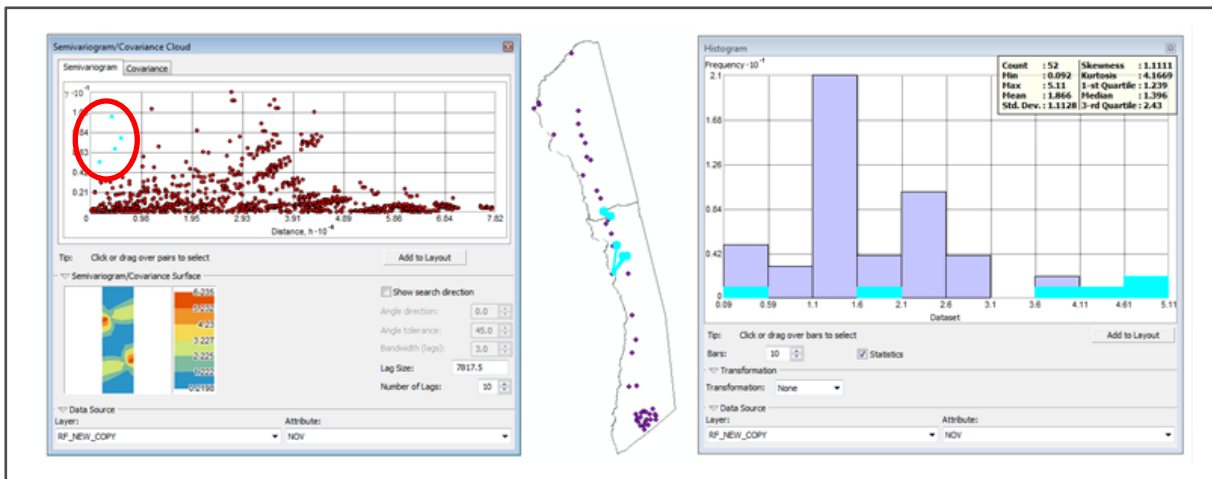 Semivariogram/Covariance Cloud
Semivariogram Covariance
γ ·10⁻¹
0.84
0.63
0.42
0.21
0 0.98 1.95 2.93 3.91 4.89 5.86 6.84 7.82
Distance, h ·10⁻⁴
Tip: Click or drag over pairs to select Add to Layout
Semivariogram/Covariance Surface
Show search direction
Angle direction: 0.0
Angle tolerance: 45.0
Bandwidth (lags): 3.0
Lag Size: 7817.5
Number of Lags: 10
Data Source
Layer: Attribute:
RF_NEW_COPY NOV
Histogram
Frequency ·10⁻¹
Count : 52 Skewness : 1.1111
Min : 0.092 Kurtosis : 4.1669
Max : 5.11 1-st Quartile : 1.239
Mean : 1.866 Median : 1.396
Std. Dev. : 1.1128 3-rd Quartile : 2.43
2.1
1.68
1.26
0.84
0.42
0
0.09 0.59 1.1 1.6 2.1 2.6 3.1 3.6 4.11 4.61 5.11
Dataset
Tip: Click or drag over bars to select Add to Layout
Bars: 10 Statistics
Transformation
Transformation: None
Data Source
Layer: Attribute:
RF_NEW_COPY NOV